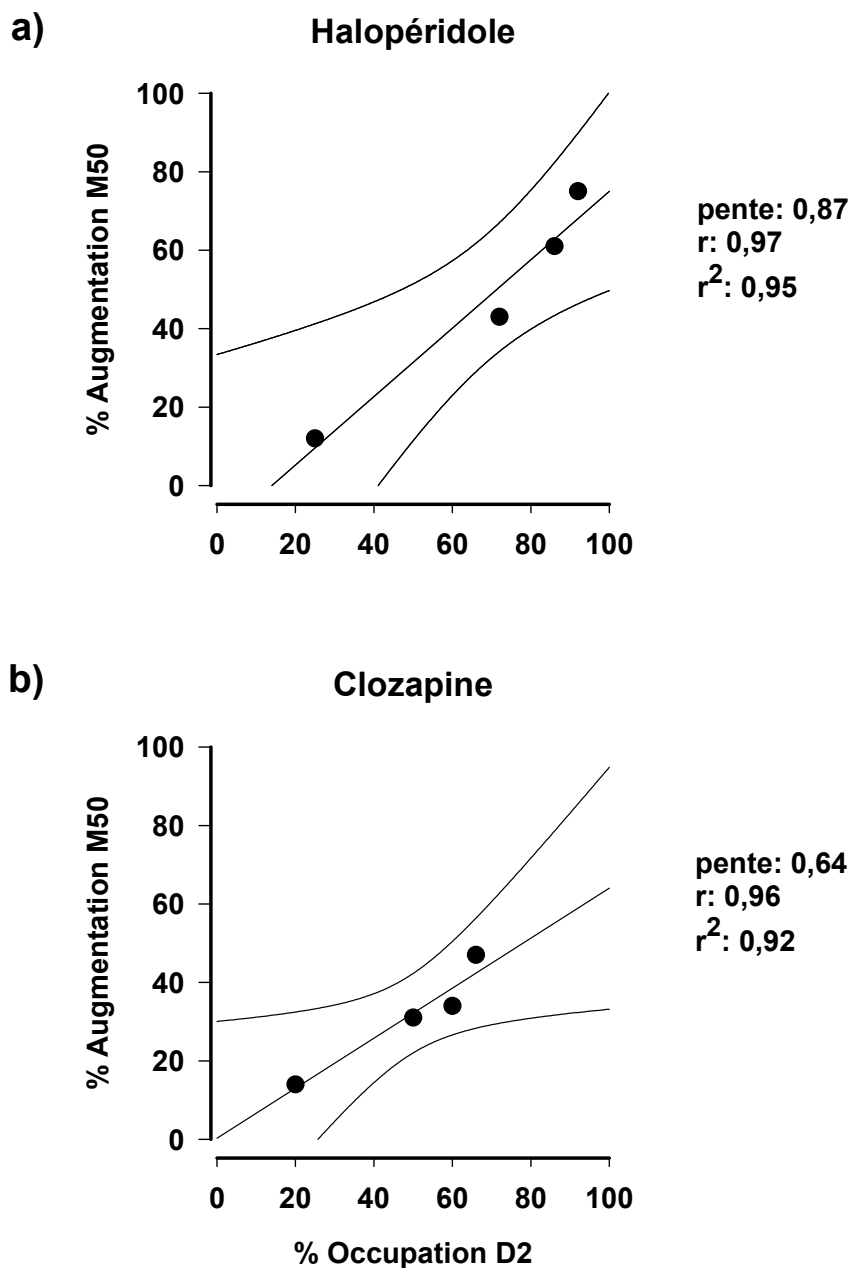 a)
Halopéridole
% Augmentation M50
100
80
60
40
20
0
0 20 40 60 80 100
pente: 0,87
r: 0,97
r²: 0,95
b)
Clozapine
% Augmentation M50
100
80
60
40
20
0
0 20 40 60 80 100
% Occupation D2
pente: 0,64
r: 0,96
r²: 0,92